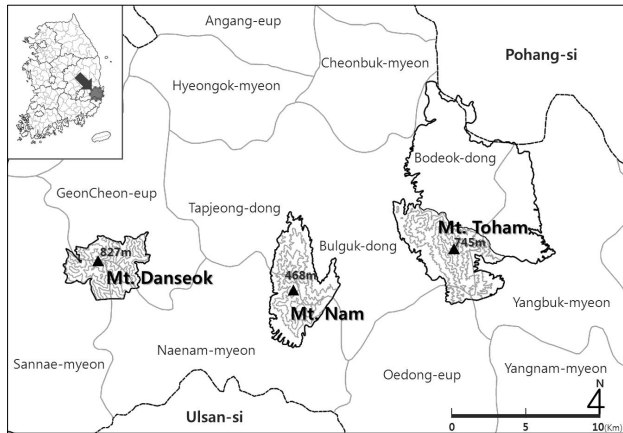 Angang-eup
Pohang-si
Cheonbuk-myeon
Hyeongok-myeon
Bodeok-dong
GeonCheon-eup
Tapjeong-dong
Mt. Toham
745m
Bulguk-dong
827m
Mt. Danseok
468m
Mt. Nam
Yangbuk-myeon
Sannae-myeon
Naenam-myeon
Oedong-eup
Yangnam-myeon
Ulsan-si
N
0 5 10(Km)